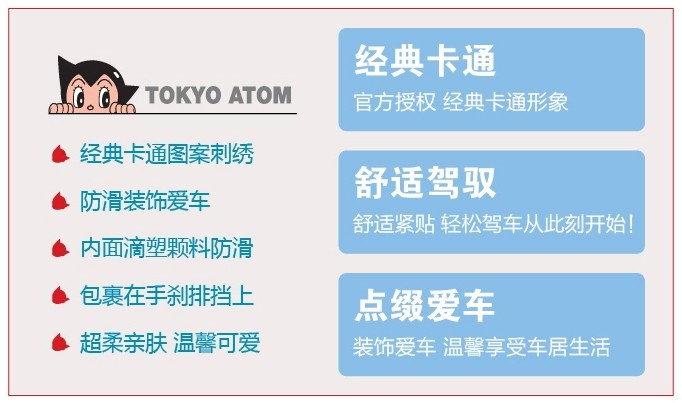 TOKYO ATOM
经典卡通图案刺绣
防滑装饰爱车
内面滴塑颗料防滑
包裹在手刹排挡上
超柔亲肤 温馨可爱
经典卡通
官方授权 经典卡通形象
舒适驾驭
舒适紧贴 轻松驾车从此刻开始!
点缀爱车
装饰爱车 温馨享受车居生活